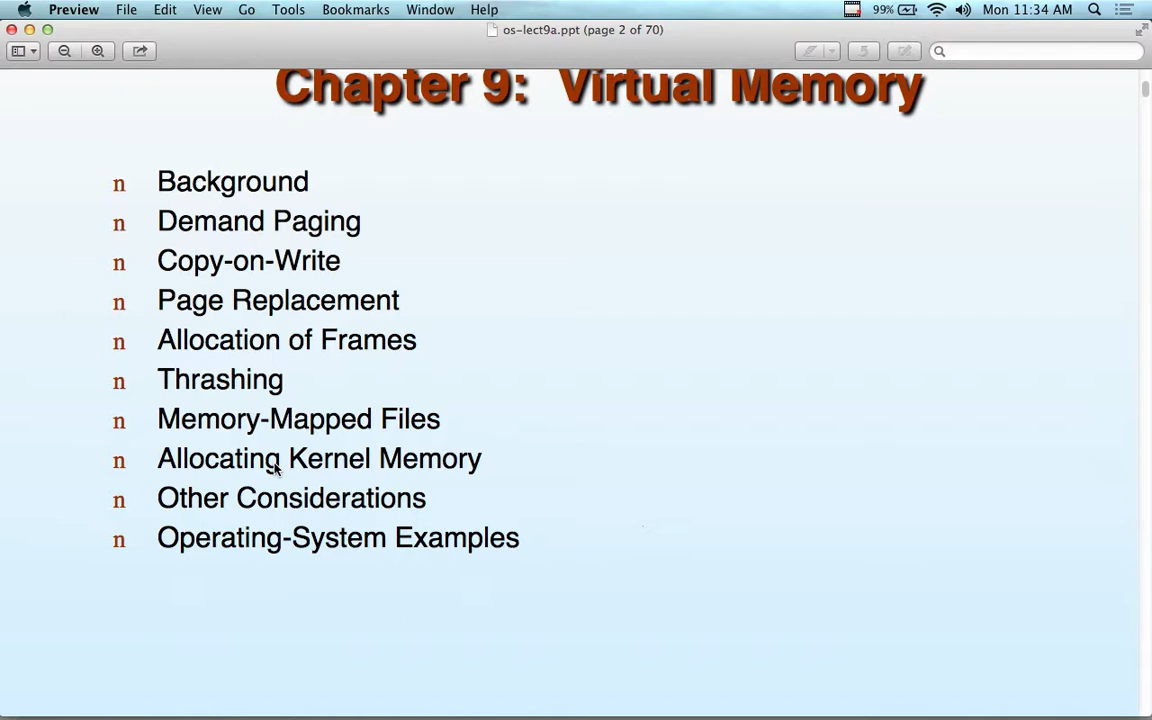 Preview File Edit View Go Tools Bookmarks Window Help 99% Mon 11:34 AM
os-lect9a.ppt (page 2 of 70)
Chapter 9: Virtual Memory
n Background
n Demand Paging
n Copy-on-Write
n Page Replacement
n Allocation of Frames
n Thrashing
n Memory-Mapped Files
n Allocating Kernel Memory
n Other Considerations
n Operating-System Examples